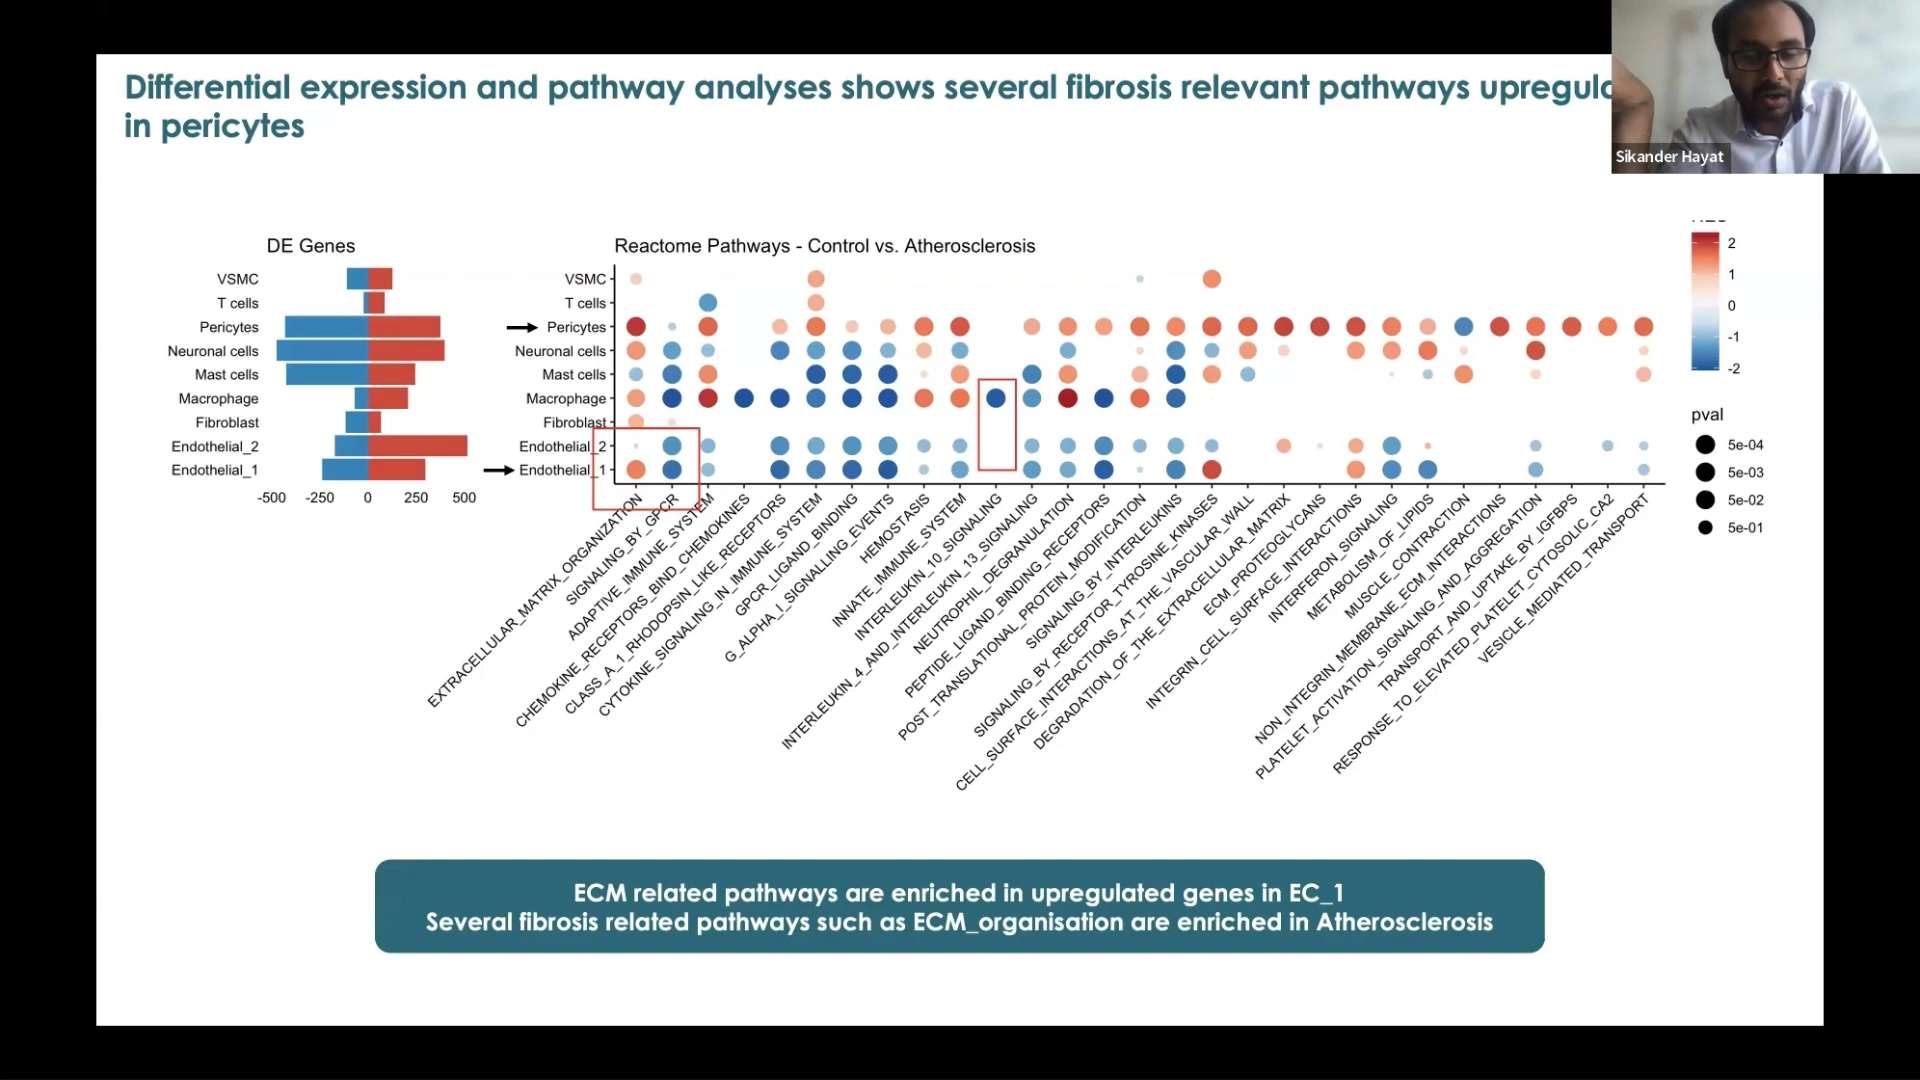 Differential expression and pathway analyses shows several fibrosis relevant pathways
in pericytes
Sikander Hayat
DE Genes
VSMC
T cells
Pericytes
Neuronal cells
Mast cells
Macrophage
Fibroblast
Endothelial_2
Endothelial_1
-500 -250 0 250 500
Reactome Pathways - Control vs. Atherosclerosis
VSMC
T cells
Pericytes
Neuronal cells
Mast cells
Macrophage
Fibroblast
Endothelial_2
Endothelial_1
EXTRACELLULAR_MATRIX_ORGANIZATION
SIGNALING_BY_GPCR
ADAPTIVE_IMMUNE_SYSTEM
CHEMOKINE_RECEPTORS_BIND_CHEMOKINES
CLASS_A_1_RHODOPSIN_LIKE_RECEPTORS
CYTOKINE_SIGNALING_IN_IMMUNE_SYSTEM
GPCR_LIGAND_BINDING
G_ALPHA_I_SIGNALLING_EVENTS
HEMOSTASIS
INNATE_IMMUNE_SYSTEM
INTERLEUKIN_10_SIGNALING
INTERLEUKIN_4_AND_INTERLEUKIN_13_SIGNALING
NEUTROPHIL_DEGRANULATION
PEPTIDE_LIGAND_BINDING_RECEPTORS
POST_TRANSLATIONAL_PROTEIN_MODIFICATION
SIGNALING_BY_INTERLEUKINS
SIGNALING_BY_RECEPTOR_TYROSINE_KINASES
CELL_SURFACE_INTERACTIONS_AT_THE_VASCULAR_WALL
DEGRADATION_OF_THE_EXTRACELLULAR_MATRIX
ECM_PROTEOGLYCANS
INTEGRIN_CELL_SURFACE_INTERACTIONS
INTERFERON_SIGNALING
METABOLISM_OF_LIPIDS
MUSCLE_CONTRACTION
NON_INTEGRIN_MEMBRANE_ECM_INTERACTIONS
PLATELET_ACTIVATION_SIGNALING_AND_AGGREGATION
TRANSPORT_AND_UPTAKE_BY_IGFBPS
RESPONSE_TO_ELEVATED_PLATELET_CYTOSOLIC_CA2
VESICLE_MEDIATED_TRANSPORT
2
1
0
-1
-2
pval
5e-04
5e-03
5e-02
5e-01
ECM related pathways are enriched in upregulated genes in EC_1
Several fibrosis related pathways such as ECM_organisation are enriched in Atherosclerosis